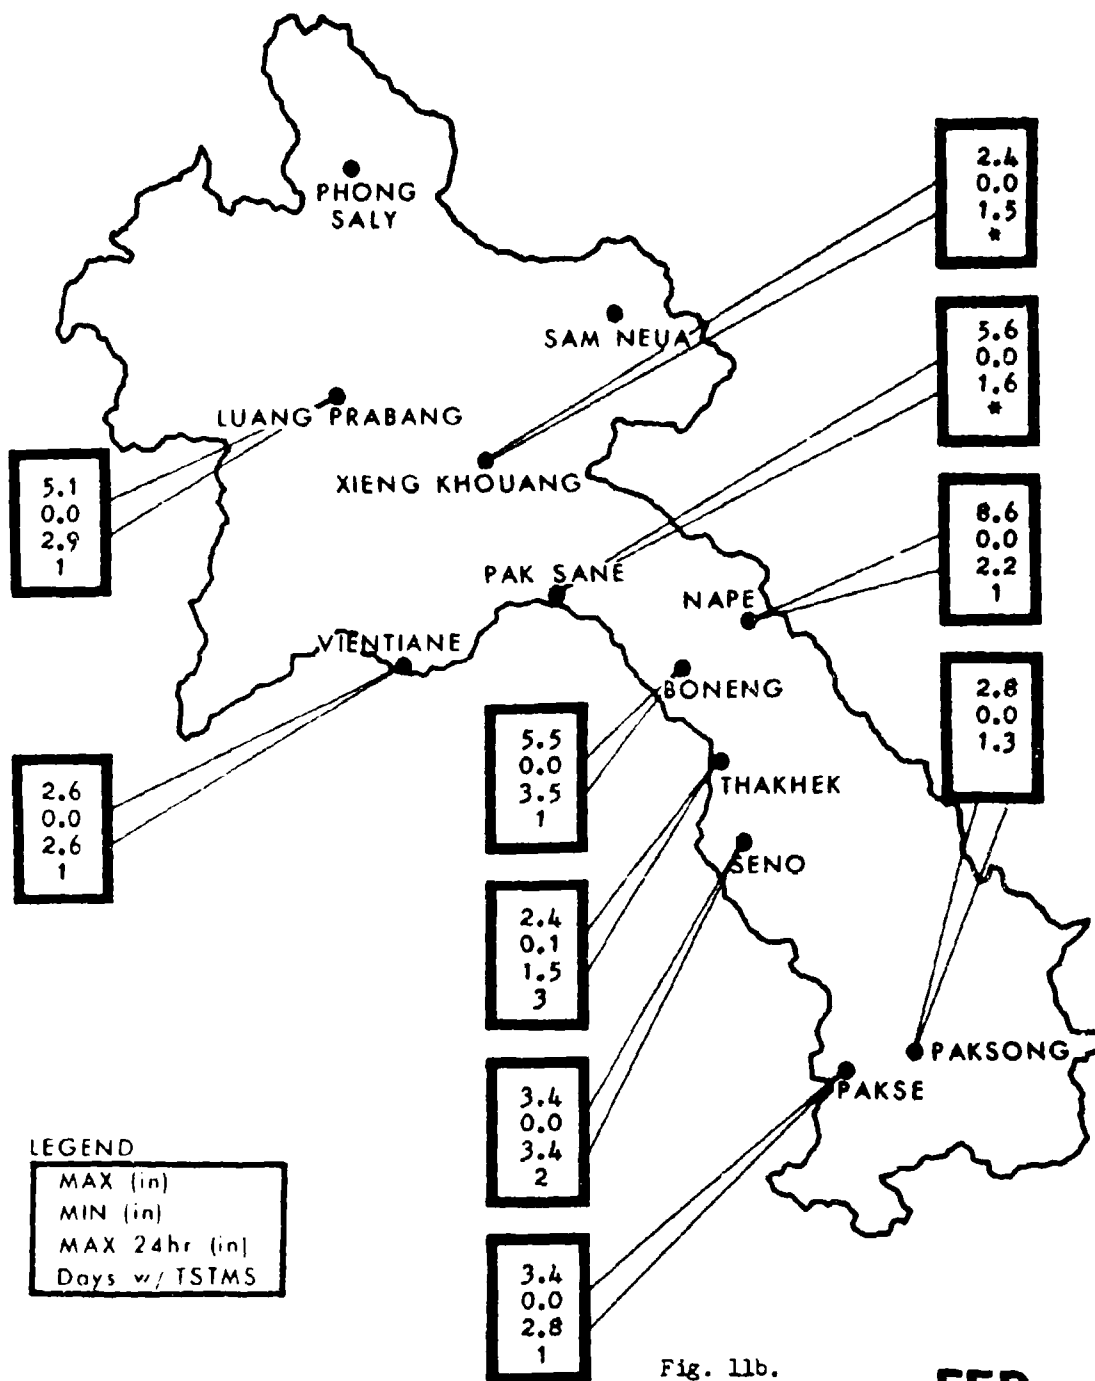 PHONG
SALY
SAM NEUA
LUANG PRABANG
XIENG KHOUANG
PAK SANE
NAPE
VIENTIANE
BONENG
THAKHEK
SENO
PAKSONG
PAKSE
2.4
0.0
1.5
*
5.6
0.0
1.6
*
8.6
0.0
2.2
1
2.8
0.0
1.3
5.1
0.0
2.9
1
2.6
0.0
2.6
1
5.5
0.0
3.5
1
2.4
0.1
1.5
3
3.4
0.0
3.4
2
3.4
0.0
2.8
1
LEGEND
MAX (in)
MIN (in)
MAX 24hr (in)
Days w/ TSTMS
Fig. 11b.